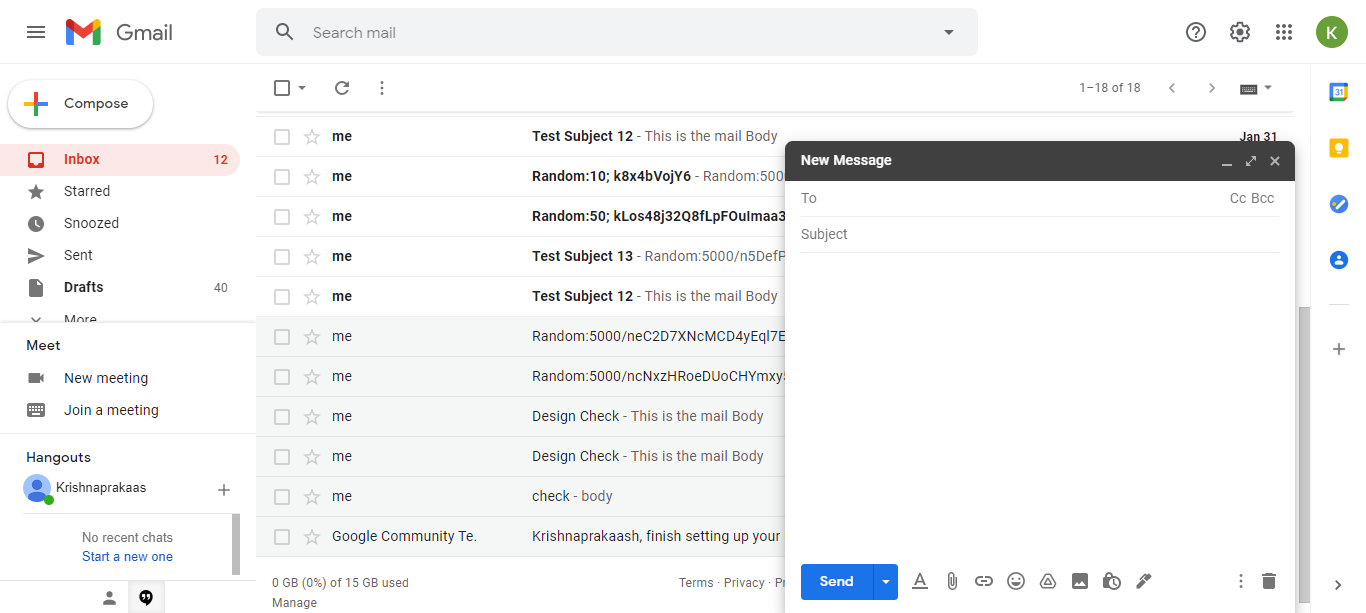 Gmail
Search mail
K
Compose
1–18 of 18
31
Inbox 12
Starred
Snoozed
Sent
Drafts 40
More
Meet
New meeting
Join a meeting
Hangouts
Krishnaprakaas
No recent chats
Start a new one
me Test Subject 12 - This is the mail Body Jan 31
me Random:10; k8x4bVojY6 - Random:500
me Random:50; kLos48j32Q8fLpFOuImaa3
me Test Subject 13 - Random:5000/n5DefP
me Test Subject 12 - This is the mail Body
me Random:5000/neC2D7XNcMCD4yEql7E
me Random:5000/ncNxzHRoeDUoCHYmxy
me Design Check - This is the mail Body
me Design Check - This is the mail Body
me check - body
Google Community Te. Krishnaprakaash, finish setting up your
0 GB (0%) of 15 GB used
Manage
Terms · Privacy · Pr
New Message
To Cc Bcc
Subject
Send